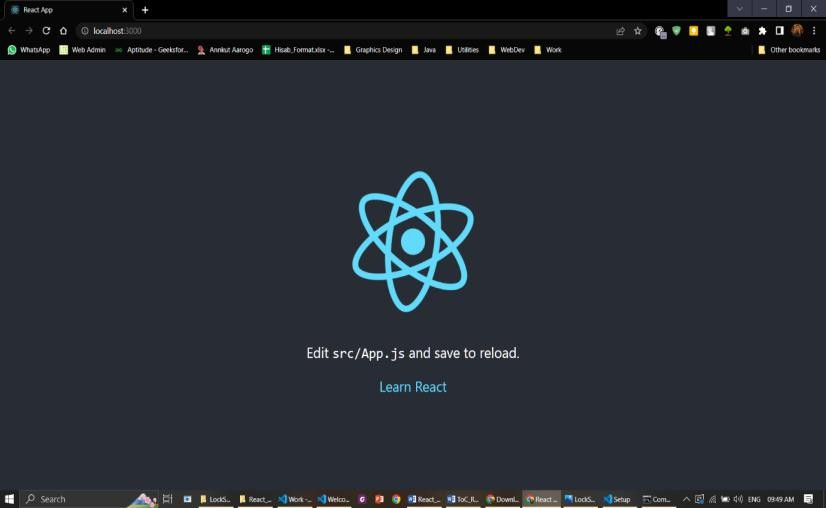 React App
localhost:3000
WhatsApp Web Admin Aptitude - Geeksfor... Annkut Aarogo Hisab_Format.xlsx -... Graphics Design Java Utilities WebDev Work Other bookmarks
Edit src/App.js and save to reload.
Learn React
Search LockS... React_... Work -... Welco... React_... ToC_R... Downl... React ... LockS... Setup Com... ENG 09:49 AM